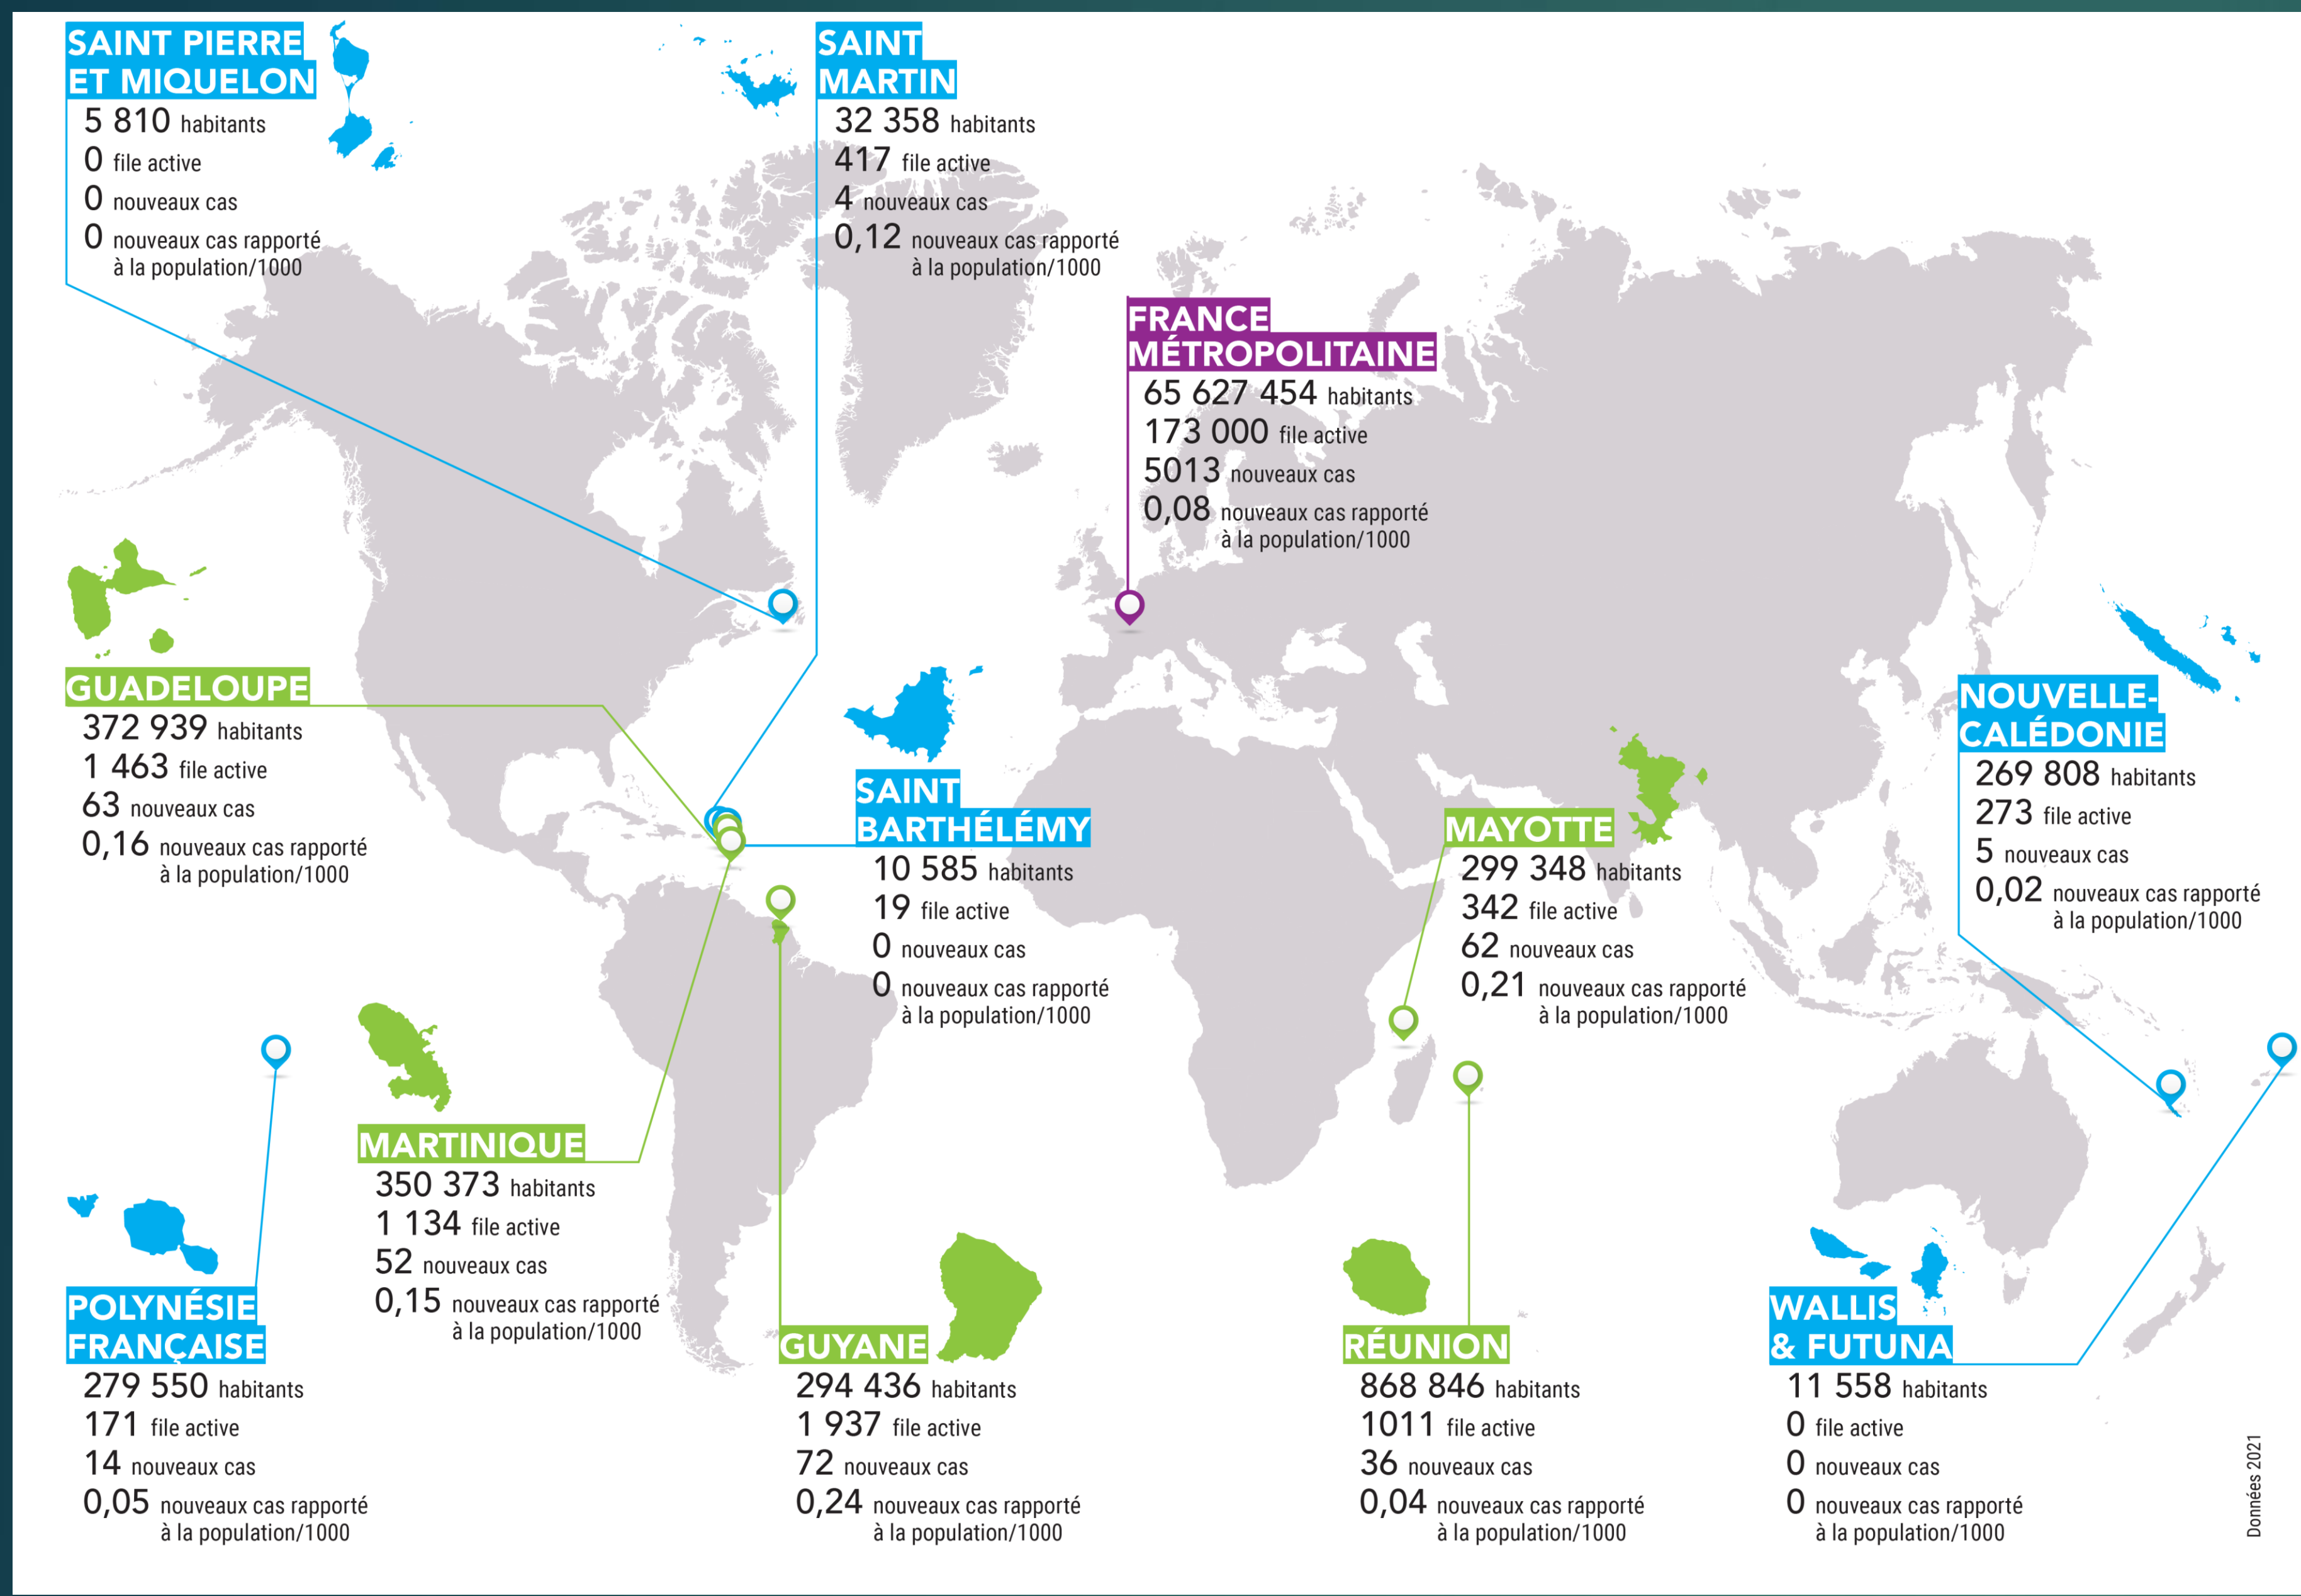 SAINT PIERRE
ET MIQUELON
5 810 habitants
0 file active
0 nouveaux cas
0 nouveaux cas rapporté
à la population/1000
SAINT
MARTIN
32 358 habitants
417 file active
4 nouveaux cas
0,12 nouveaux cas rapporté
à la population/1000
FRANCE
MÉTROPOLITAINE
65 627 454 habitants
173 000 file active
5013 nouveaux cas
0,08 nouveaux cas rapporté
à la population/1000
GUADELOUPE
372 939 habitants
1 463 file active
63 nouveaux cas
0,16 nouveaux cas rapporté
à la population/1000
SAINT
BARTHÉLÉMY
10 585 habitants
19 file active
0 nouveaux cas
0 nouveaux cas rapporté
à la population/1000
MAYOTTE
299 348 habitants
342 file active
62 nouveaux cas
0,21 nouveaux cas rapporté
à la population/1000
NOUVELLE-
CALÉDONIE
269 808 habitants
273 file active
5 nouveaux cas
0,02 nouveaux cas rapporté
à la population/1000
MARTINIQUE
350 373 habitants
1 134 file active
52 nouveaux cas
0,15 nouveaux cas rapporté
à la population/1000
POLYNÉSIE
FRANÇAISE
279 550 habitants
171 file active
14 nouveaux cas
0,05 nouveaux cas rapporté
à la population/1000
GUYANE
294 436 habitants
1 937 file active
72 nouveaux cas
0,24 nouveaux cas rapporté
à la population/1000
RÉUNION
868 846 habitants
1011 file active
36 nouveaux cas
0,04 nouveaux cas rapporté
à la population/1000
WALLIS
& FUTUNA
11 558 habitants
0 file active
0 nouveaux cas
0 nouveaux cas rapporté
à la population/1000
Données 2021